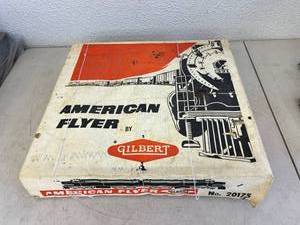 AMERICAN
FLYER
BY
GILBERT
AMERICAN FLYER
No. 20175